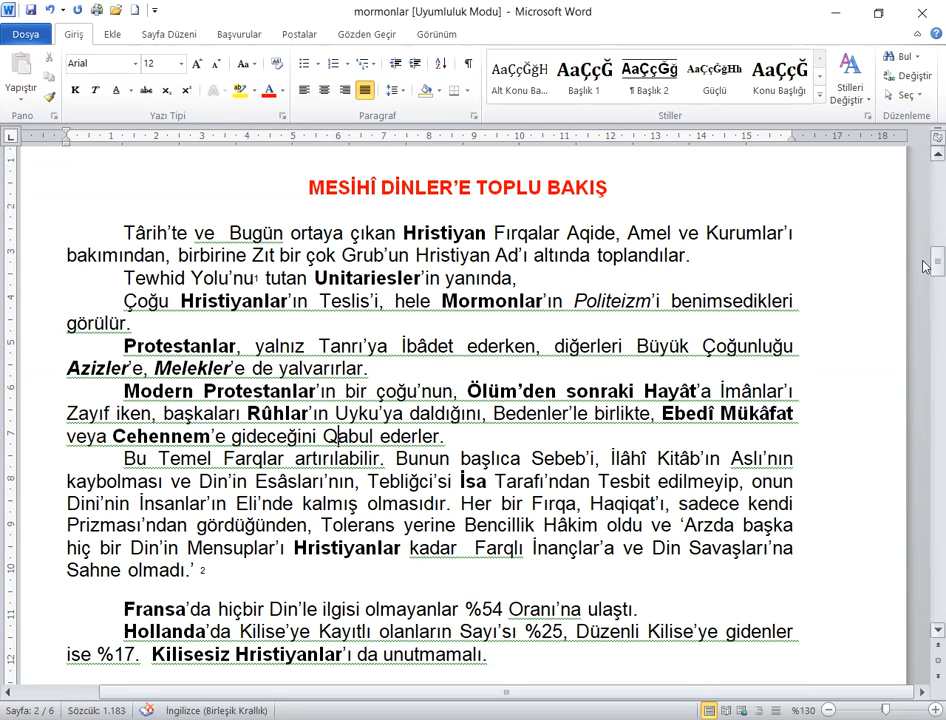 mormonlar [Uyumluluk Modu] - Microsoft Word
Dosya Giriş Ekle Sayfa Düzeni Başvurular Postalar Gözden Geçir Görünüm
Arial 12 AaÇçĞğH AaÇçĞ AaÇçĞğ AaÇçĞğHh AaÇçĞ Bul
Değiştir
Yapıştır Alt Konu Ba... Başlık 1 ¶ Başlık 2 Güçlü Konu Başlığı Stilleri Değiştir Seç
Pano Yazı Tipi Paragraf Stiller Düzenleme
MESİHÎ DİNLER’E TOPLU BAKIŞ
Târih’te ve Bugün ortaya çıkan Hristiyan Fırqalar Aqide, Amel ve Kurumlar’ı
bakımından, birbirine Zıt bir çok Grub’un Hristiyan Ad’ı altında toplandılar.
Tewhid Yolu’nu1 tutan Unitariesler’in yanında,
Çoğu Hristiyanlar’ın Teslis’i, hele Mormonlar’ın Politeizm’i benimsedikleri
görülür.
Protestanlar, yalnız Tanrı’ya İbâdet ederken, diğerleri Büyük Çoğunluğu
Azizler’e, Melekler’e de yalvarırlar.
Modern Protestanlar’ın bir çoğu’nun, Ölüm’den sonraki Hayât’a İmânlar’ı
Zayıf iken, başkaları Rûhlar’ın Uyku’ya daldığını, Bedenler’le birlikte, Ebedî Mükâfat
veya Cehennem’e gideceğini Qabul ederler.
Bu Temel Farqlar artırılabilir. Bunun başlıca Sebeb’i, İlâhî Kitâb’ın Aslı’nın
kaybolması ve Din’in Esâsları’nın, Tebliğci’si İsa Tarafı’ndan Tesbit edilmeyip, onun
Dini’nin İnsanlar’ın Eli’nde kalmış olmasıdır. Her bir Fırqa, Haqiqat’ı, sadece kendi
Prizması’ndan gördüğünden, Tolerans yerine Bencillik Hâkim oldu ve ‘Arzda başka
hiç bir Din’in Mensuplar’ı Hristiyanlar kadar Farqlı İnançlar’a ve Din Savaşları’na
Sahne olmadı.’ 2
Fransa’da hiçbir Din’le ilgisi olmayanlar %54 Oranı’na ulaştı.
Hollanda’da Kilise’ye Kayıtlı olanların Sayı’sı %25, Düzenli Kilise’ye gidenler
ise %17. Kilisesiz Hristiyanlar’ı da unutmamalı.
Sayfa: 2 / 6 Sözcük: 1.183 İngilizce (Birleşik Krallık) %130